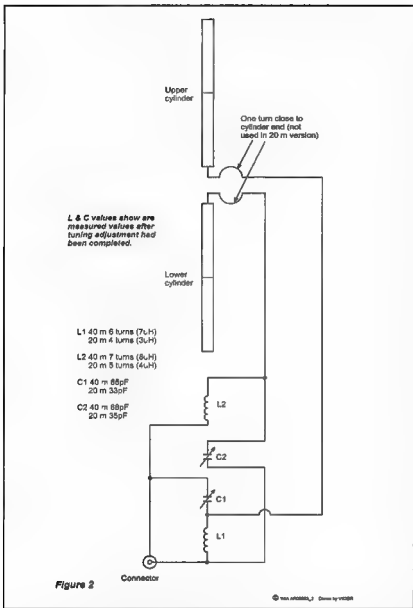 Upper
cylinder
One turn close to
cylinder end (not
used in 20 m version)
L & C values show are
measured values after
tuning adjustment had
been completed.
Lower
cylinder
L1 40 m 6 turns (7uH)
20 m 4 turns (3uH)
L2 40 m 7 turns (8uH)
20 m 5 turns (4uH)
C1 40 m 65pF
20 m 33pF
C2 40 m 68pF
20 m 35pF
L2
C2
C1
L1
Connector
Figure 2